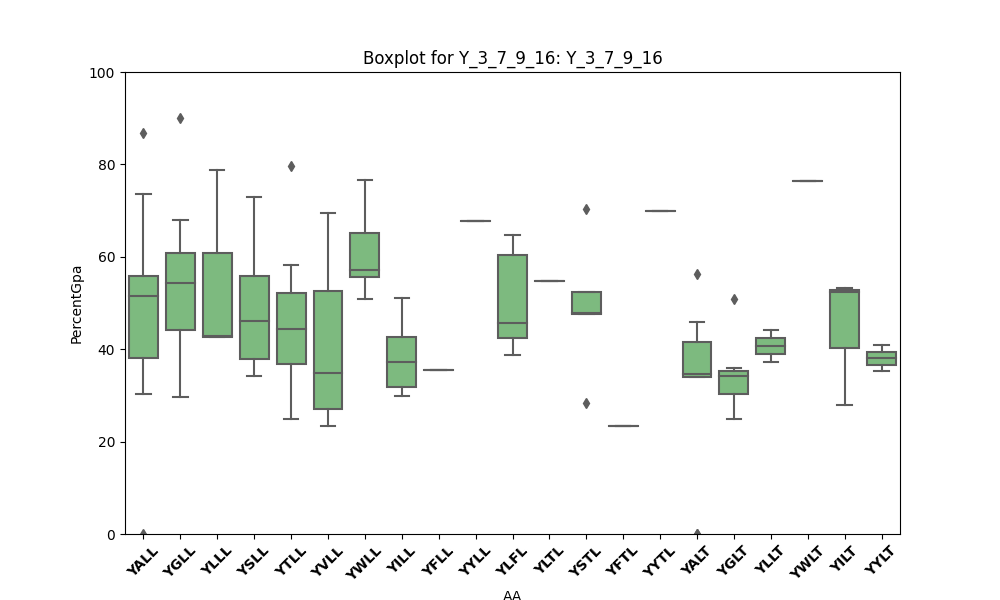 Boxplot for Y_3_7_9_16: Y_3_7_9_16
PercentGpa
100
80
60
40
20
0
YALL YGLL YLLL YSLL YTLL YVLL YWLL YILL YFLL YYLL YLFL YLTL YSTL YFTL YYTL YALT YGLT YLLT YWLT YILT YYLT
AA